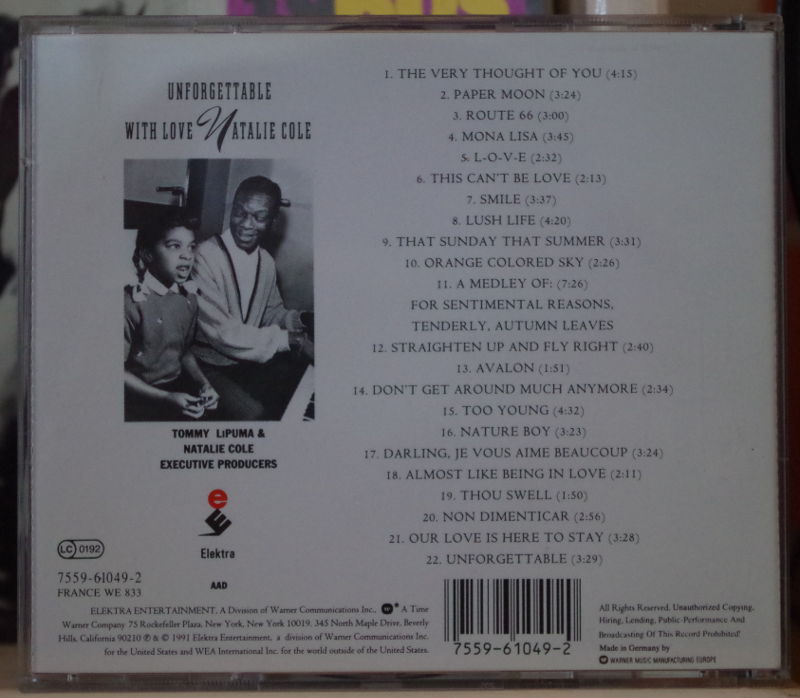 UNFORGETTABLE
WITH LOVE NATALIE COLE
TOMMY LiPUMA &
NATALIE COLE
EXECUTIVE PRODUCERS
e
Elektra
LC 0192
7559-61049-2
FRANCE WE 833
AAD
1. THE VERY THOUGHT OF YOU (4:15)
2. PAPER MOON (3:24)
3. ROUTE 66 (3:00)
4. MONA LISA (3:45)
5. L-O-V-E (2:32)
6. THIS CAN'T BE LOVE (2:13)
7. SMILE (3:37)
8. LUSH LIFE (4:20)
9. THAT SUNDAY THAT SUMMER (3:31)
10. ORANGE COLORED SKY (2:26)
11. A MEDLEY OF: (7:26)
FOR SENTIMENTAL REASONS,
TENDERLY, AUTUMN LEAVES
12. STRAIGHTEN UP AND FLY RIGHT (2:40)
13. AVALON (1:51)
14. DON'T GET AROUND MUCH ANYMORE (2:34)
15. TOO YOUNG (4:32)
16. NATURE BOY (3:23)
17. DARLING, JE VOUS AIME BEAUCOUP (3:24)
18. ALMOST LIKE BEING IN LOVE (2:11)
19. THOU SWELL (1:50)
20. NON DIMENTICAR (2:56)
21. OUR LOVE IS HERE TO STAY (3:28)
22. UNFORGETTABLE (3:29)
ELEKTRA ENTERTAINMENT, A Division of Warner Communications Inc., A Time
Warner Company 75 Rockefeller Plaza, New York, New York 10019. 345 North Maple Drive, Beverly
Hills, California 90210 ℗ & © 1991 Elektra Entertainment, a division of Warner Communications Inc.
for the United States and WEA International Inc. for the world outside of the United States.
7559-61049-2
All Rights Reserved. Unauthorized Copying,
Hiring, Lending, Public-Performance And
Broadcasting Of This Record Prohibited!
Made in Germany by
WARNER MUSIC MANUFACTURING EUROPE